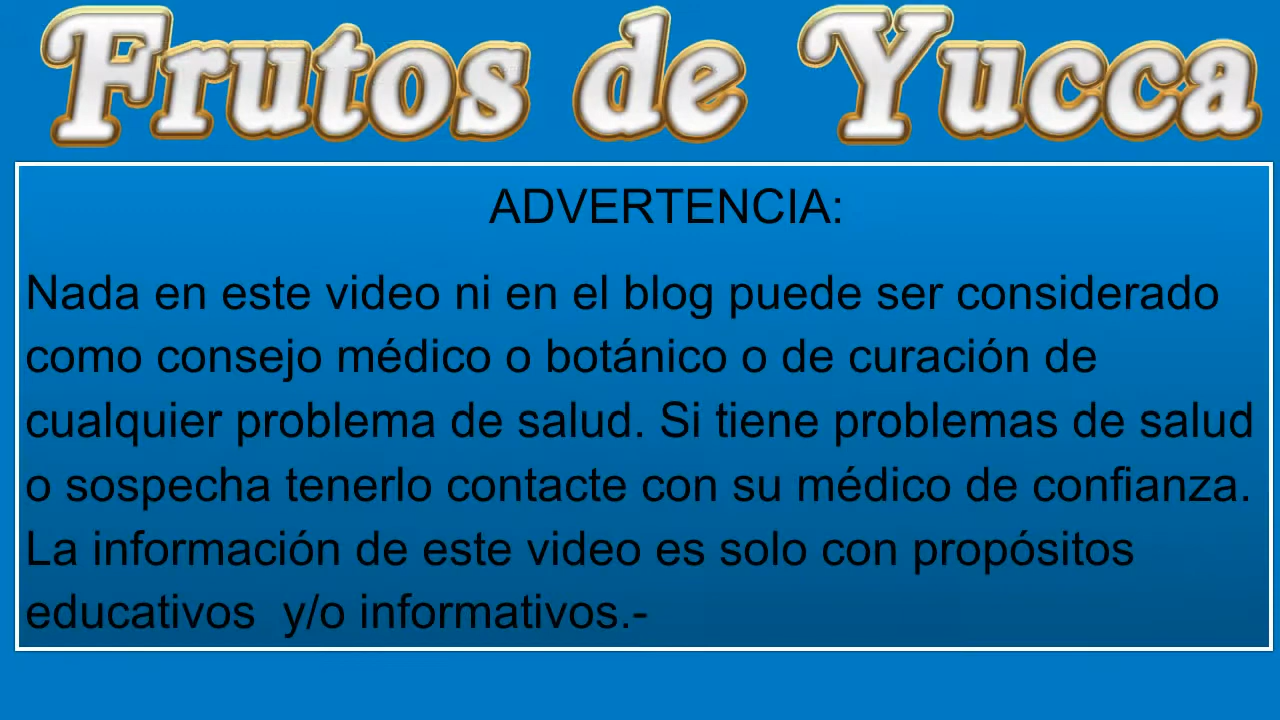 Frutos de Yucca
ADVERTENCIA:
Nada en este video ni en el blog puede ser considerado
como consejo médico o botánico o de curación de
cualquier problema de salud. Si tiene problemas de salud
o sospecha tenerlo contacte con su médico de confianza.
La información de este video es solo con propósitos
educativos  y/o informativos.-